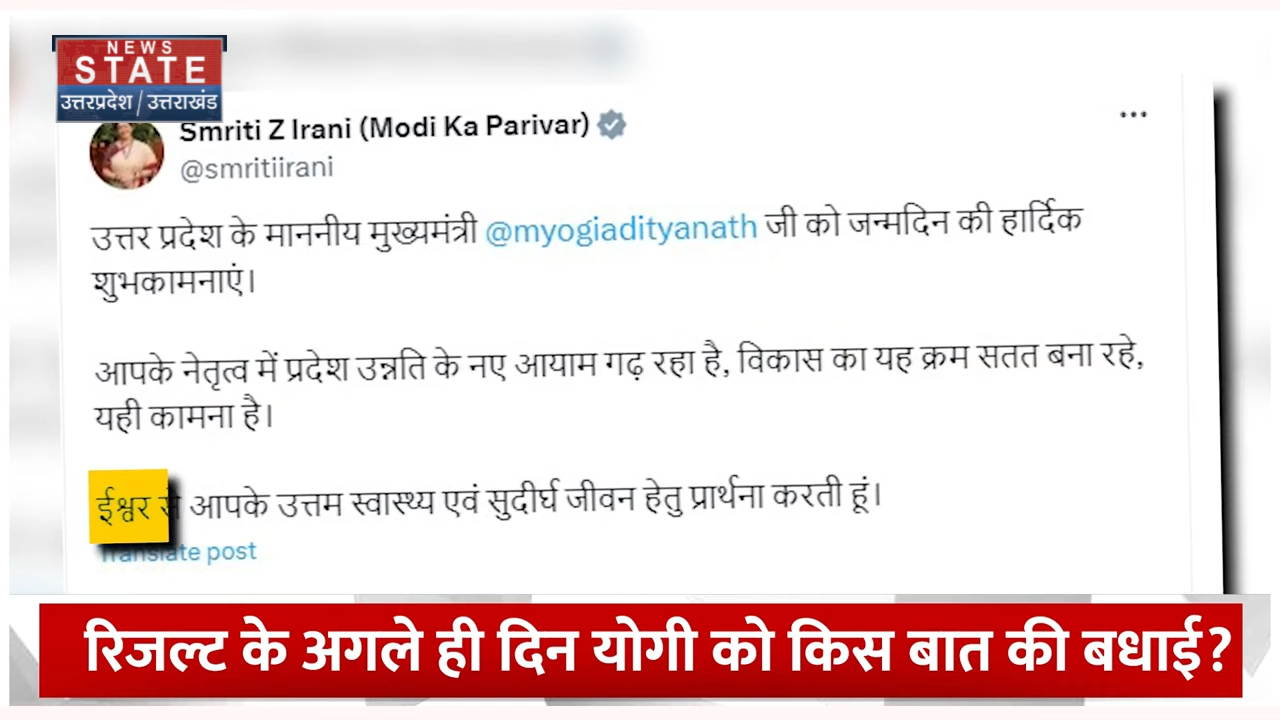 NEWS
STATE
उत्तरप्रदेश / उत्तराखंड
Smriti Z Irani (Modi Ka Parivar)
@smritiirani
उत्तर प्रदेश के माननीय मुख्यमंत्री @myogiadityanath जी को जन्मदिन की हार्दिक
शुभकामनाएं।
आपके नेतृत्व में प्रदेश उन्नति के नए आयाम गढ़ रहा है, विकास का यह क्रम सतत बना रहे,
यही कामना है।
ईश्वर से आपके उत्तम स्वास्थ्य एवं सुदीर्घ जीवन हेतु प्रार्थना करती हूं।
Translate post
रिजल्ट के अगले ही दिन योगी को किस बात की बधाई?